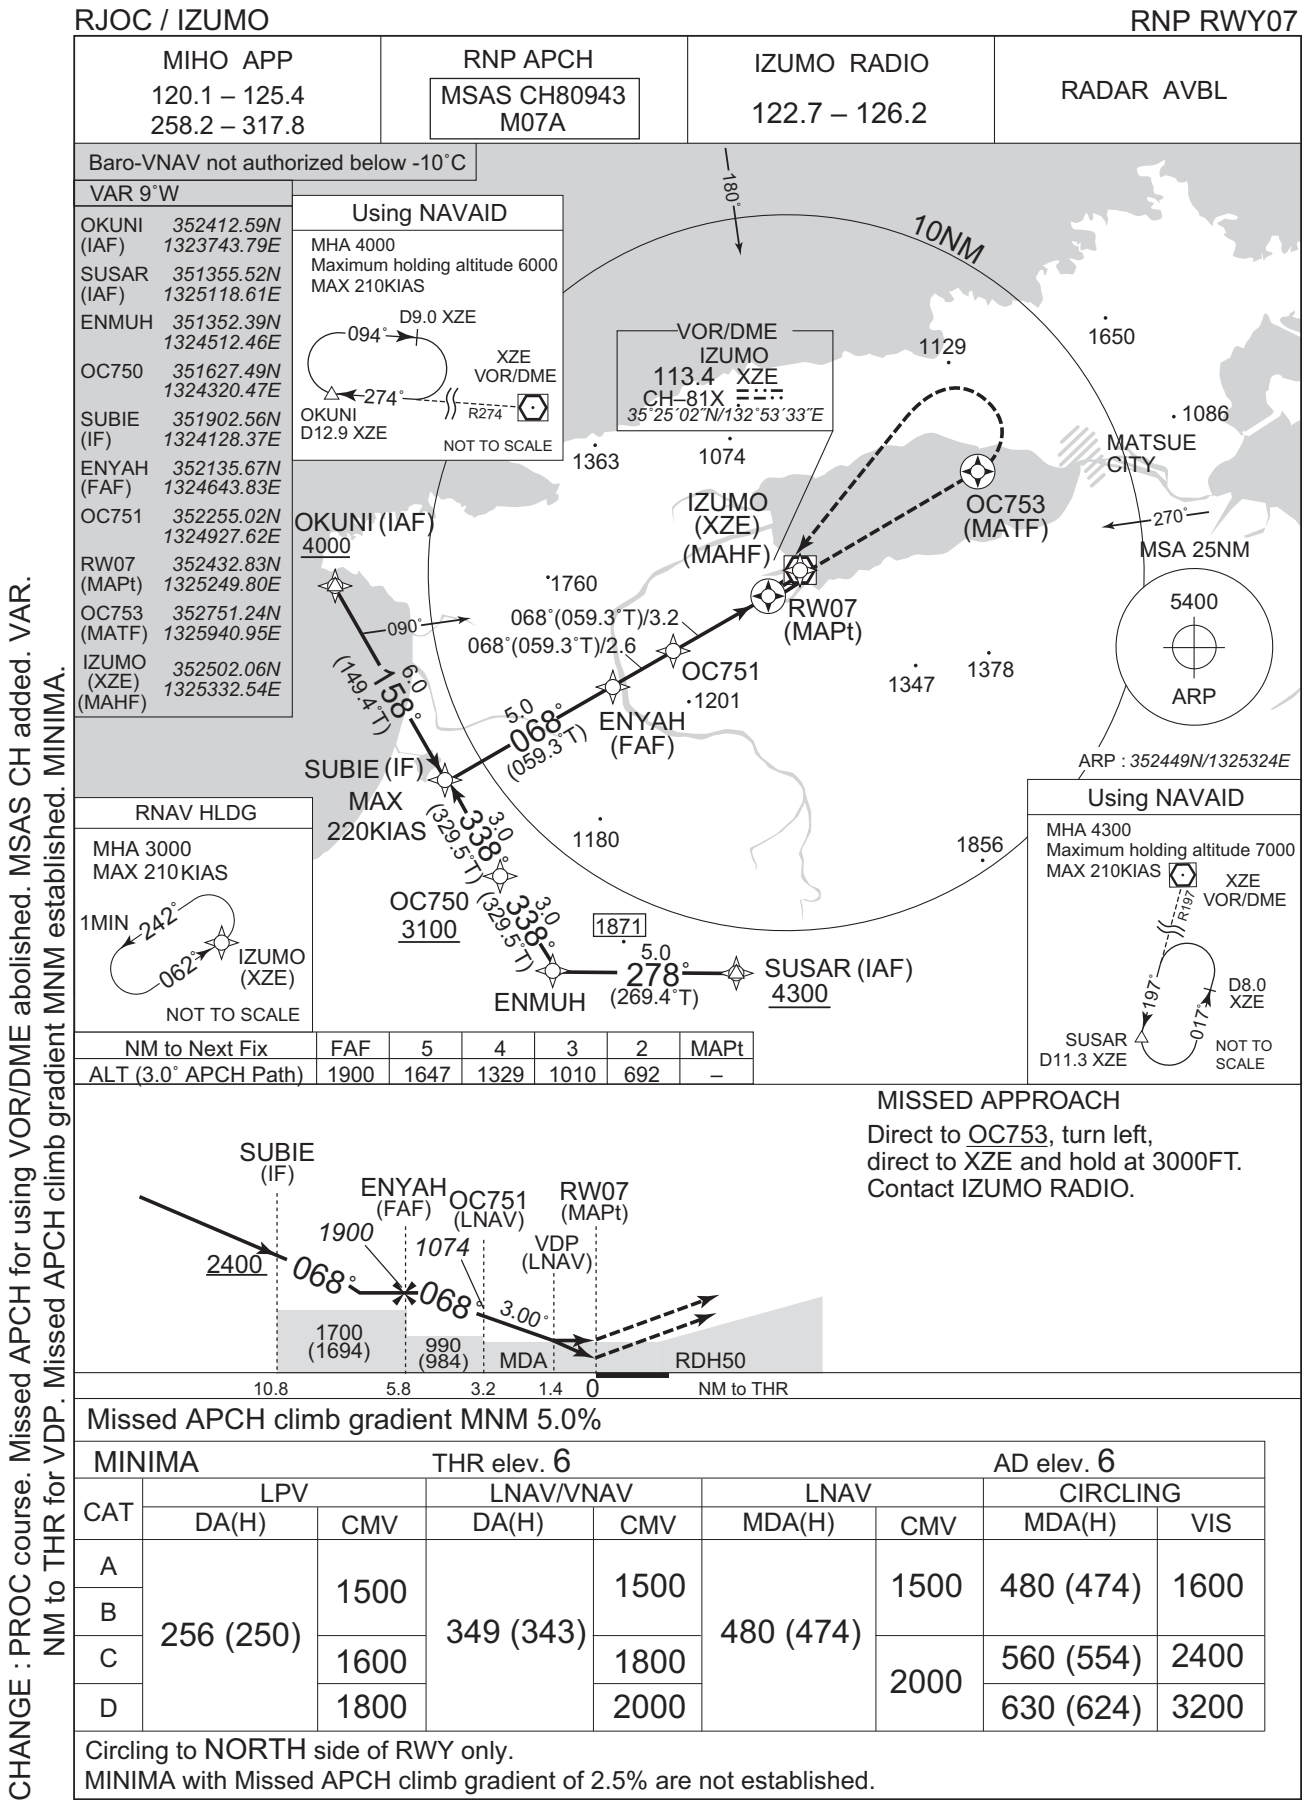 RJOC / IZUMO
RNP RWY07
MIHO APP
120.1 – 125.4
258.2 – 317.8
RNP APCH
MSAS CH80943
M07A
IZUMO RADIO
122.7 – 126.2
RADAR AVBL
Baro-VNAV not authorized below -10˚C
VAR 9˚W
OKUNI 352412.59N
(IAF) 1323743.79E
SUSAR 351355.52N
(IAF) 1325118.61E
ENMUH 351352.39N
1324512.46E
OC750 351627.49N
1324320.47E
SUBIE 351902.56N
(IF) 1324128.37E
ENYAH 352135.67N
(FAF) 1324643.83E
OC751 352255.02N
1324927.62E
RW07 352432.83N
(MAPt) 1325249.80E
OC753 352751.24N
(MATF) 1325940.95E
IZUMO 352502.06N
(XZE) 1325332.54E
(MAHF)
Using NAVAID
MHA 4000
Maximum holding altitude 6000
MAX 210KIAS
D9.0 XZE
094˚
274˚
R274
XZE
VOR/DME
OKUNI
D12.9 XZE
NOT TO SCALE
180˚
10NM
VOR/DME
IZUMO
113.4 XZE
CH–81X
35˚25´02˝N/132˚53´33˝E
1129
1650
1086
MATSUE
CITY
1363
1074
OKUNI (IAF)
4000
IZUMO
(XZE)
(MAHF)
OC753
(MATF)
270˚
MSA 25NM
5400
ARP
ARP : 352449N/1325324E
1760
090˚
068˚(059.3˚T)/3.2
068˚(059.3˚T)/2.6
RW07
(MAPt)
OC751
1201
1347
1378
6.0
158˚
(149.4˚T)
5.0
068˚
(059.3˚T)
ENYAH
(FAF)
SUBIE (IF)
MAX
220KIAS
3.0
338˚
(329.5˚T)
1180
1856
OC750
3100
3.0
338˚
(329.5˚T)
1871
5.0
278˚
(269.4˚T)
ENMUH
SUSAR (IAF)
4300
RNAV HLDG
MHA 3000
MAX 210KIAS
1MIN
242˚
062˚
IZUMO
(XZE)
NOT TO SCALE
Using NAVAID
MHA 4300
Maximum holding altitude 7000
MAX 210KIAS
XZE
VOR/DME
R197
197˚
017˚
D8.0
XZE
SUSAR
D11.3 XZE
NOT TO
SCALE
NM to Next Fix FAF 5 4 3 2 MAPt
ALT (3.0˚ APCH Path) 1900 1647 1329 1010 692 –
MISSED APPROACH
Direct to OC753, turn left,
direct to XZE and hold at 3000FT.
Contact IZUMO RADIO.
SUBIE
(IF)
ENYAH
(FAF)
OC751
(LNAV)
RW07
(MAPt)
VDP
(LNAV)
1900
1074
2400
068˚
068˚
3.00˚
1700
(1694)
990
(984)
MDA
RDH50
10.8 5.8 3.2 1.4 0 NM to THR
Missed APCH climb gradient MNM 5.0%
MINIMA THR elev. 6 AD elev. 6
CAT LPV LNAV/VNAV LNAV CIRCLING
DA(H) CMV DA(H) CMV MDA(H) CMV MDA(H) VIS
A
B
C
D
256 (250)
1500
1600
1800
349 (343)
1500
1800
2000
480 (474)
1500
2000
480 (474) 1600
560 (554) 2400
630 (624) 3200
Circling to NORTH side of RWY only.
MINIMA with Missed APCH climb gradient of 2.5% are not established.
CHANGE : PROC course. Missed APCH for using VOR/DME abolished. MSAS CH added. VAR.
NM to THR for VDP. Missed APCH climb gradient MNM established. MINIMA.